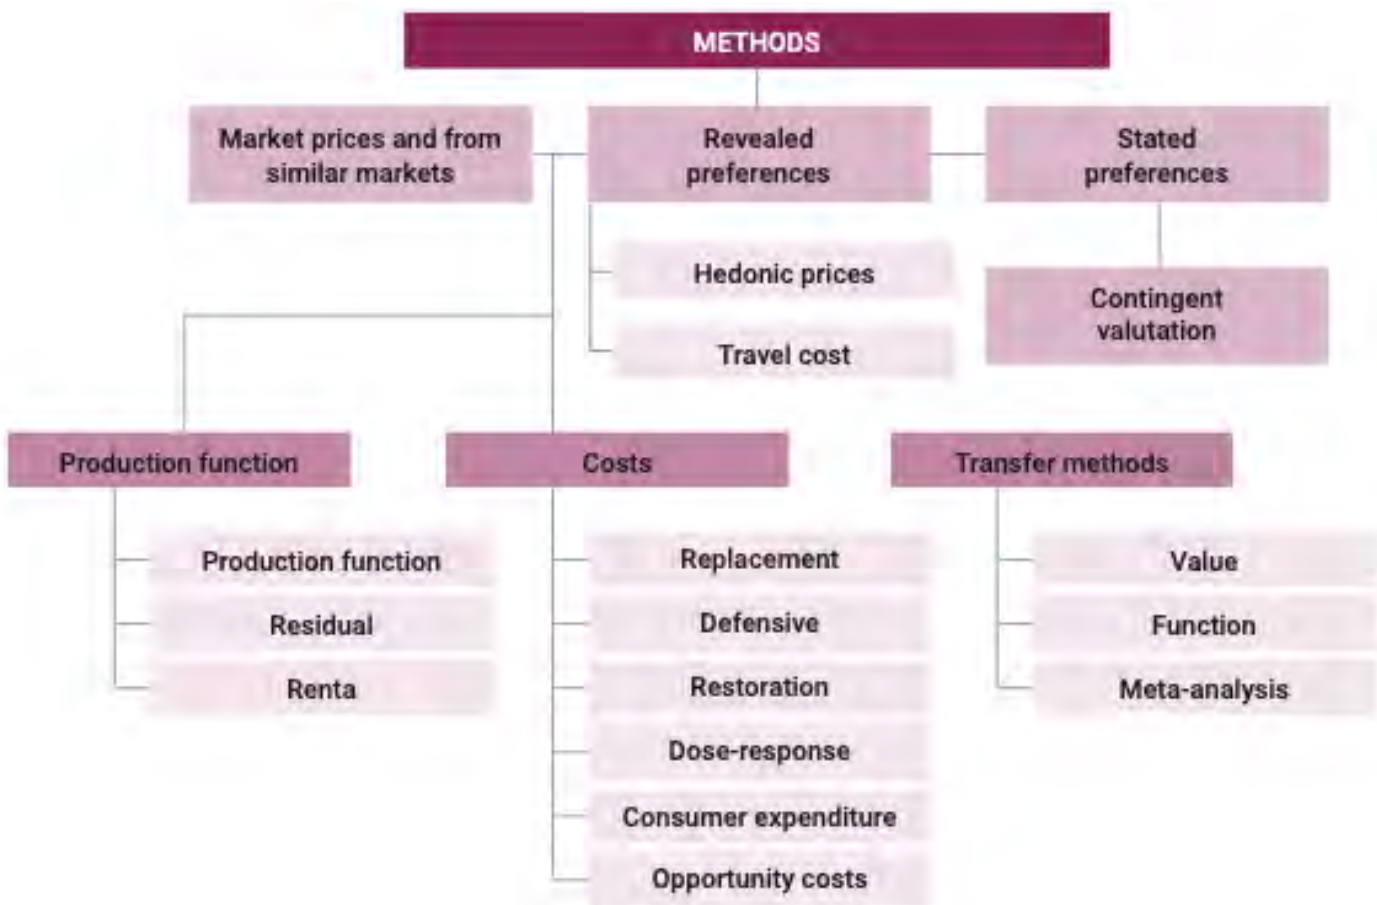 METHODS
Market prices and from
similar markets
Revealed
preferences
Stated
preferences
Hedonic prices
Travel cost
Contingent
valutation
Production function
Costs
Transfer methods
Production function
Residual
Renta
Replacement
Defensive
Restoration
Dose-response
Consumer expenditure
Opportunity costs
Value
Function
Meta-analysis